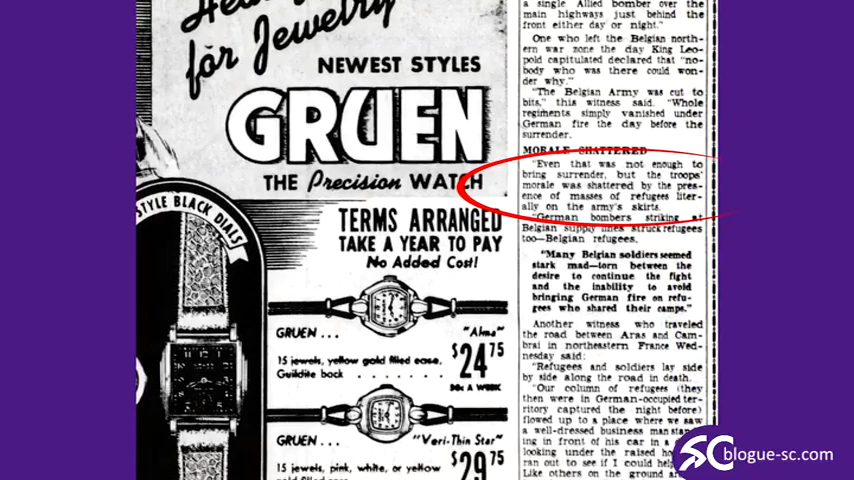 for Jewelry
NEWEST STYLES
GRUEN
THE Precision WATCH
STYLE BLACK DIALS
TERMS ARRANGED
TAKE A YEAR TO PAY
No Added Cost!
GRUEN ... "Alma"
15 jewels, yellow gold filled case,
Guildite back . . . . . . . .
$24 75
50c A WEEK
GRUEN ... "Veri-Thin Star"
15 jewels, pink, white, or yellow
gold filled case
$29 75
a single Allied bomber over the
main highways just behind the
front either day or night."
One who left the Belgian north-
ern war zone the day King Leo-
pold capitulated declared that "no-
body who was there could won-
der why."
"The Belgian Army was cut to
bits," this witness said. "Whole
regiments simply vanished under
German fire the day before the
surrender.
MORALE SHATTERED
"Even that was not enough to
bring surrender, but the troops'
morale was shattered by the pres-
ence of masses of refugees liter-
ally on the army's skirts.
"German bombers striking at
Belgian supply lines struck refugees
too—Belgian refugees.
"Many Belgian soldiers seemed
stark mad—torn between the
desire to continue the fight
and the inability to avoid
bringing German fire on refu-
gees who shared their camps."
Another witness who traveled
the road between Aras and Cam-
brai in northeastern France Wed-
nesday said:
"Refugees and soldiers lay side
by side along the road in death.
"Our column of refugees (they
then were in German-occupied ter-
ritory captured the night before)
flowed up to a place where we saw
a well-dressed business man stand-
ing in front of his car in a
looking under the raised
ran out to see if I could help
Like others on the ground
SC blogue-sc.com